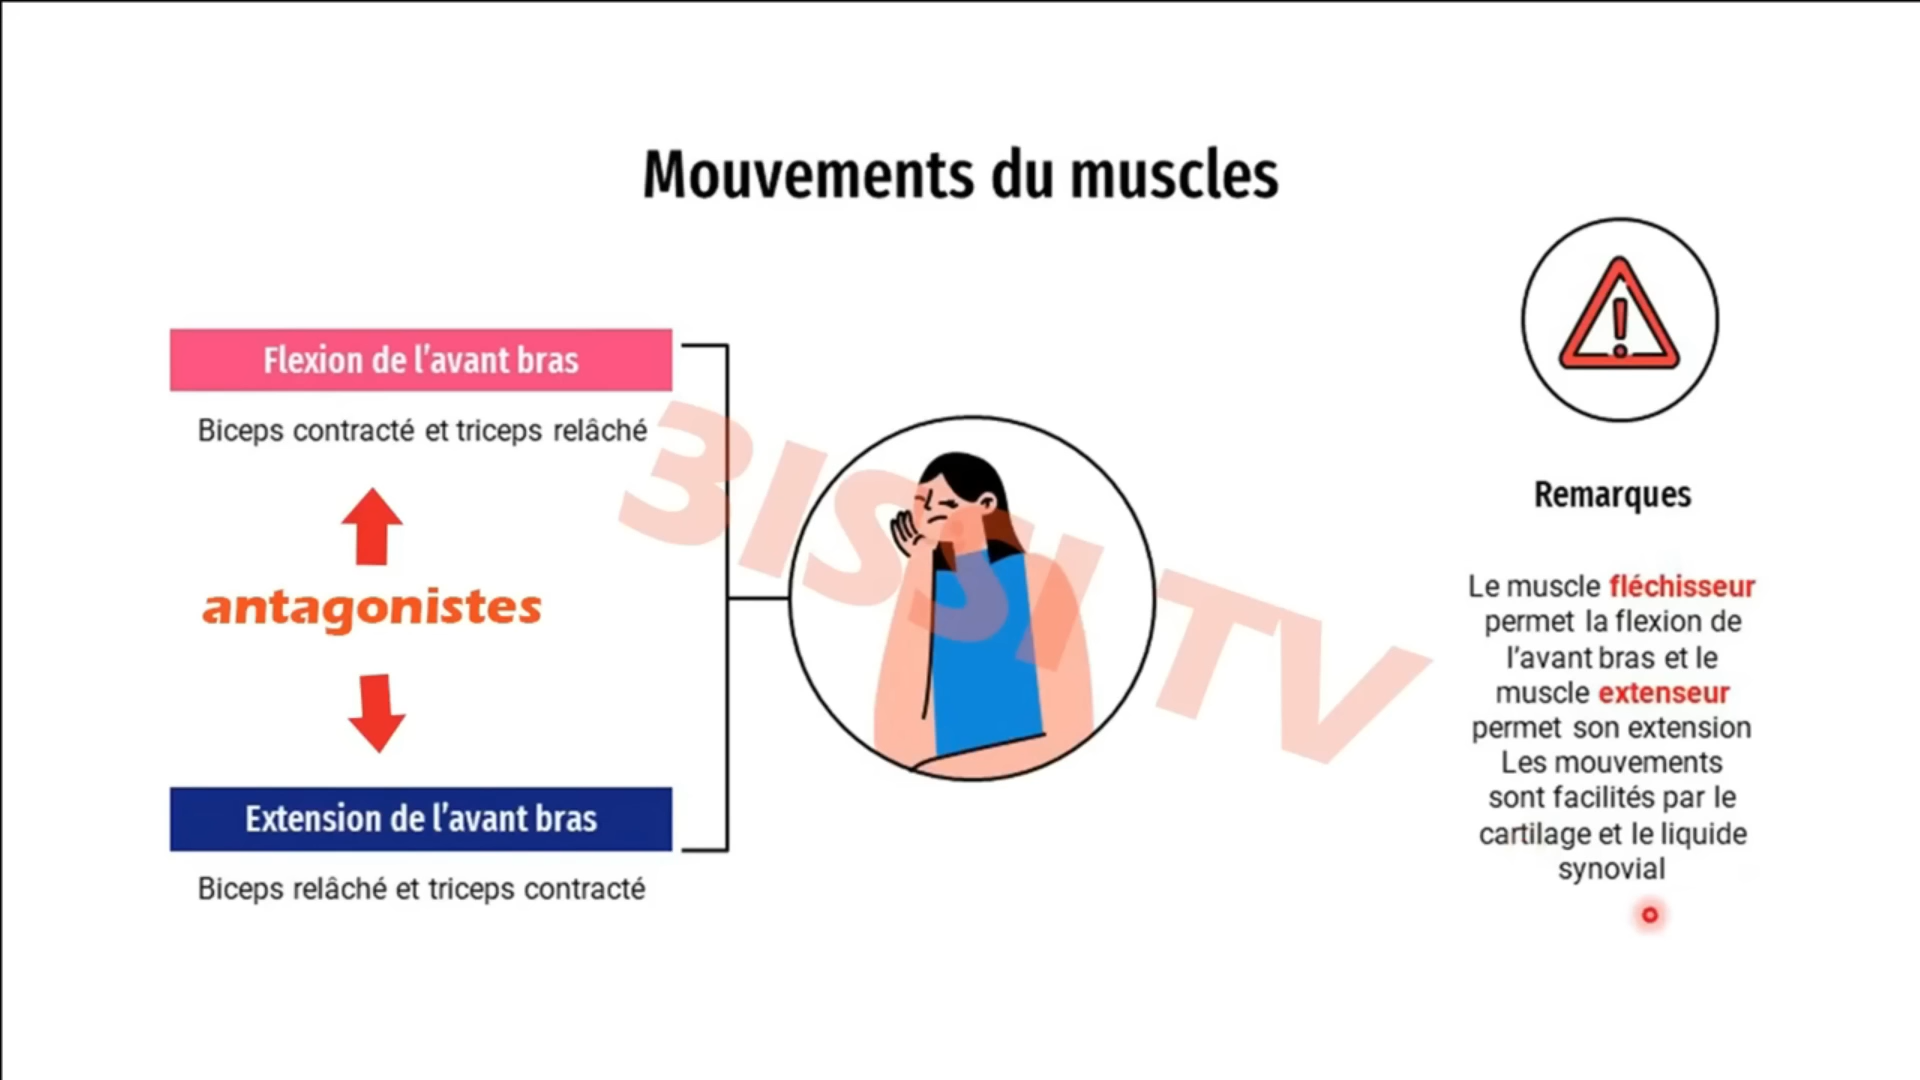 Mouvements du muscles
Flexion de l'avant bras
Biceps contracté et triceps relâché
antagonistes
Extension de l'avant bras
Biceps relâché et triceps contracté
3ISSI TV
Remarques
Le muscle fléchisseur
permet la flexion de
l'avant bras et le
muscle extenseur
permet son extension
Les mouvements
sont facilités par le
cartilage et le liquide
synovial